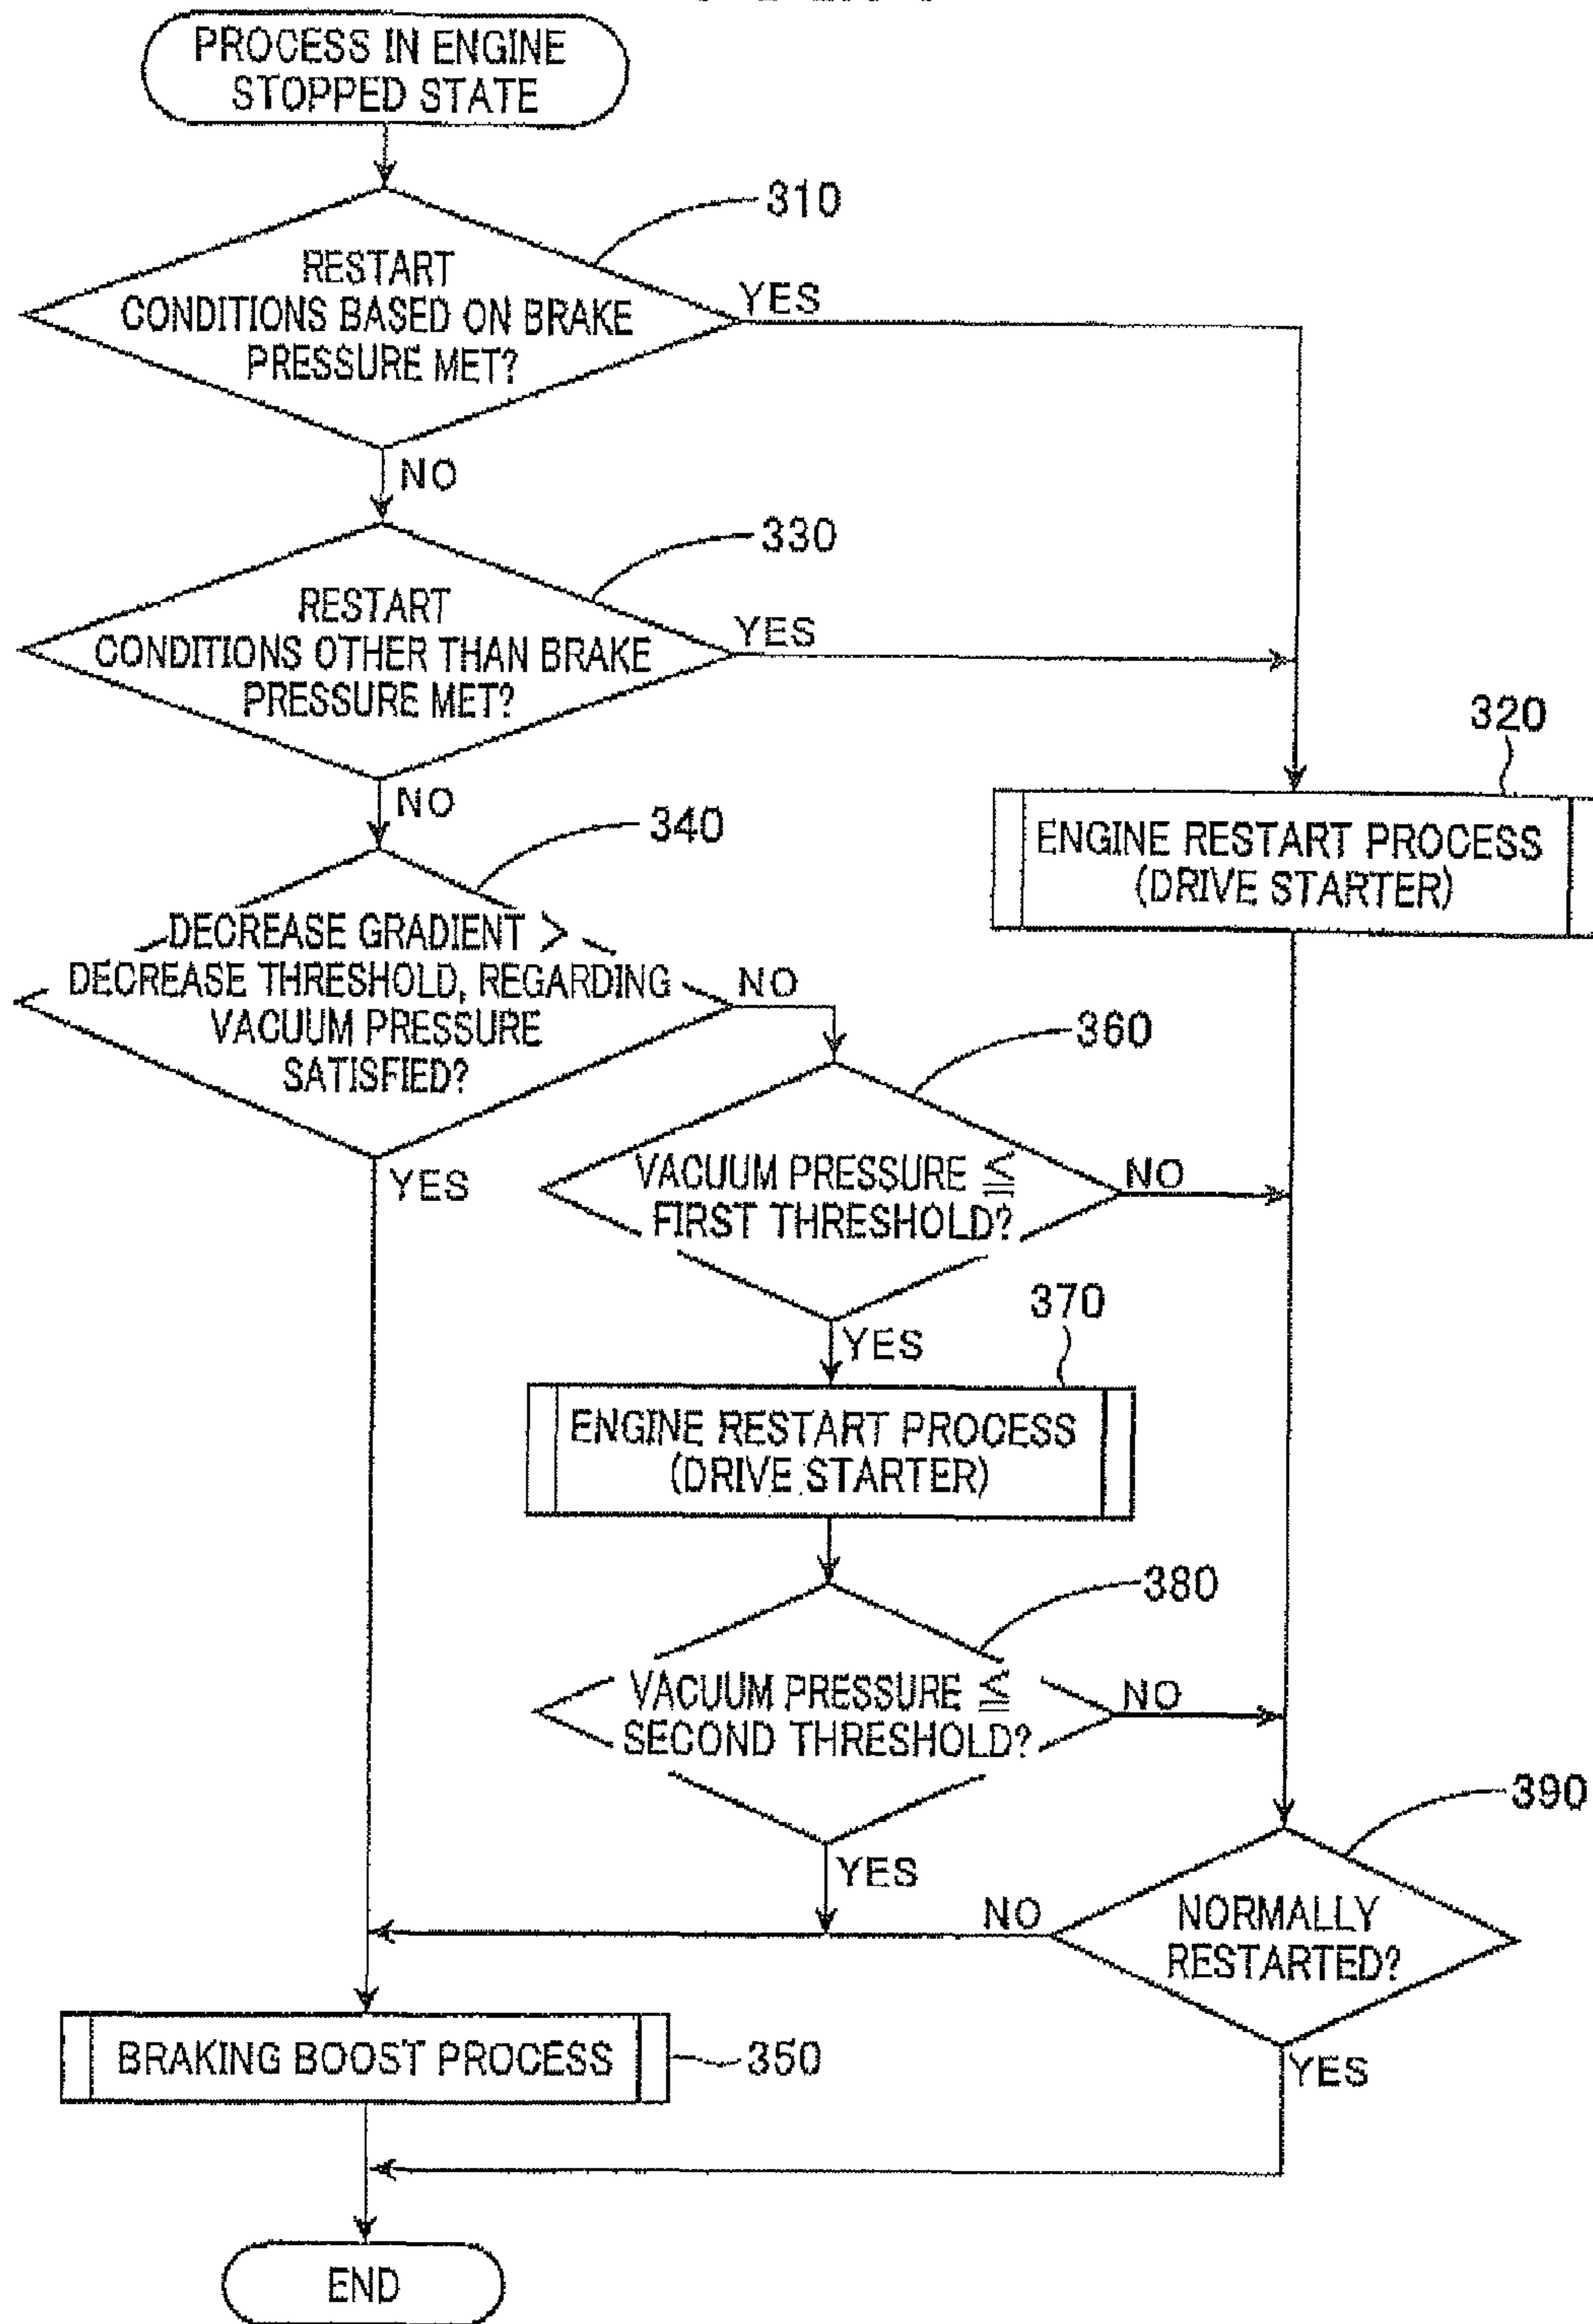 PROCESS IN ENGINE
STOPPED STATE
310
RESTART
CONDITIONS BASED ON BRAKE
PRESSURE MET?
YES
NO
330
RESTART
CONDITIONS OTHER THAN BRAKE
PRESSURE MET?
YES
NO
320
ENGINE RESTART PROCESS
(DRIVE STARTER)
340
DECREASE GRADIENT >
DECREASE THRESHOLD, REGARDING
VACUUM PRESSURE
SATISFIED?
NO
YES
360
VACUUM PRESSURE ≦
FIRST THRESHOLD?
NO
YES
370
ENGINE RESTART PROCESS
(DRIVE STARTER)
380
VACUUM PRESSURE ≦
SECOND THRESHOLD?
NO
YES
390
NORMALLY
RESTARTED?
NO
YES
BRAKING BOOST PROCESS
350
END